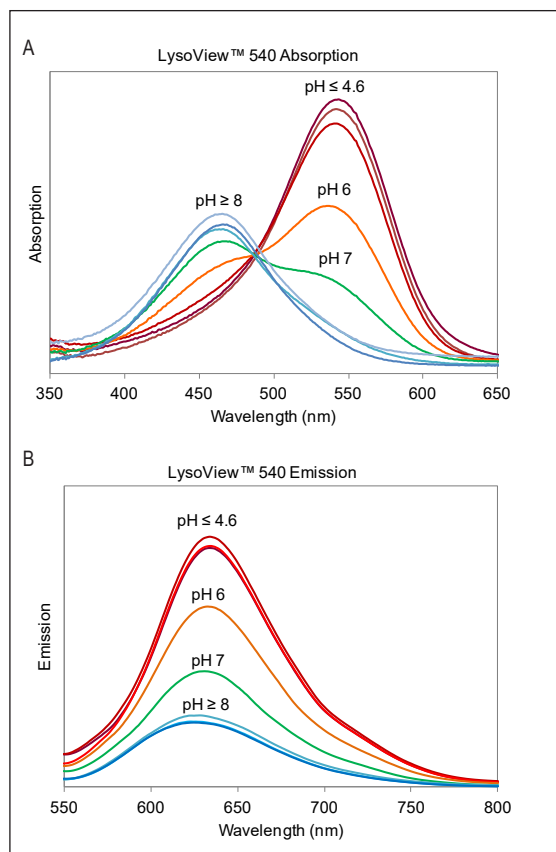 A
LysoView™ 540 Absorption
pH ≤ 4.6
pH ≥ 8
pH 6
pH 7
Absorption
350 400 450 500 550 600 650
Wavelength (nm)
B
LysoView™ 540 Emission
pH ≤ 4.6
pH 6
pH 7
pH ≥ 8
Emission
550 600 650 700 750 800
Wavelength (nm)